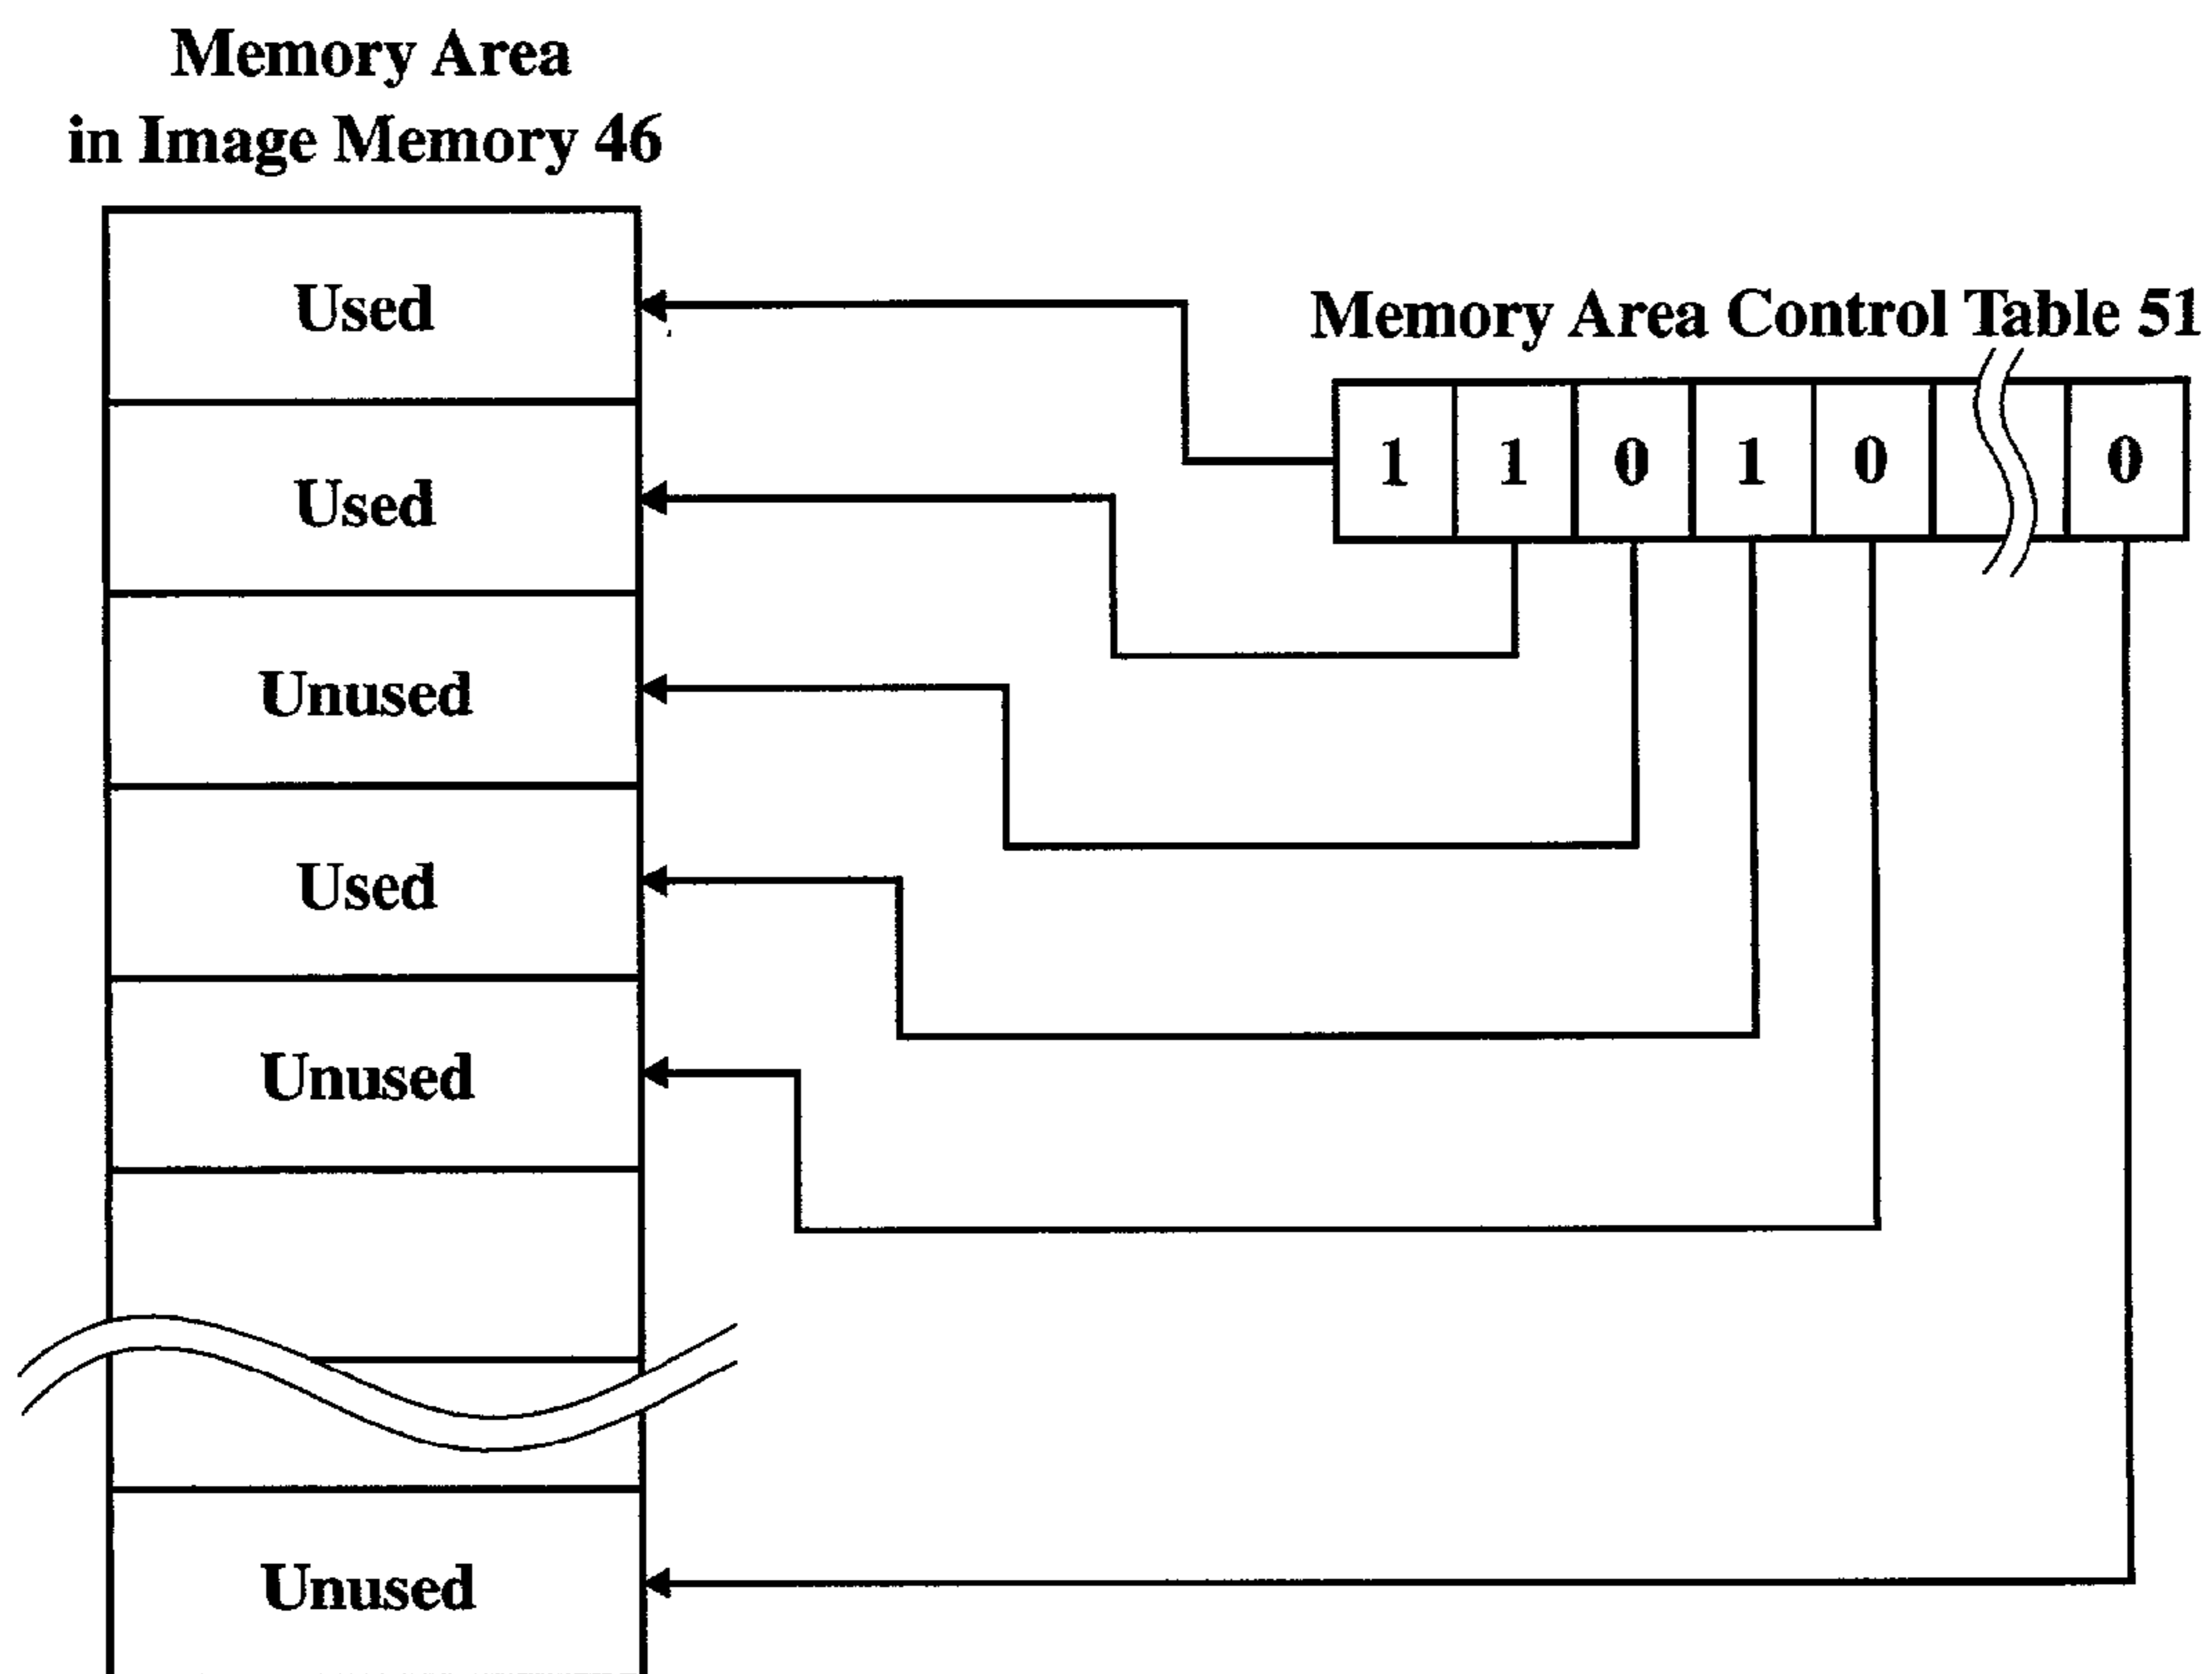 Memory Area
in Image Memory 46
Used
Used
Unused
Used
Unused
Unused
Memory Area Control Table 51
1 1 0 1 0 0